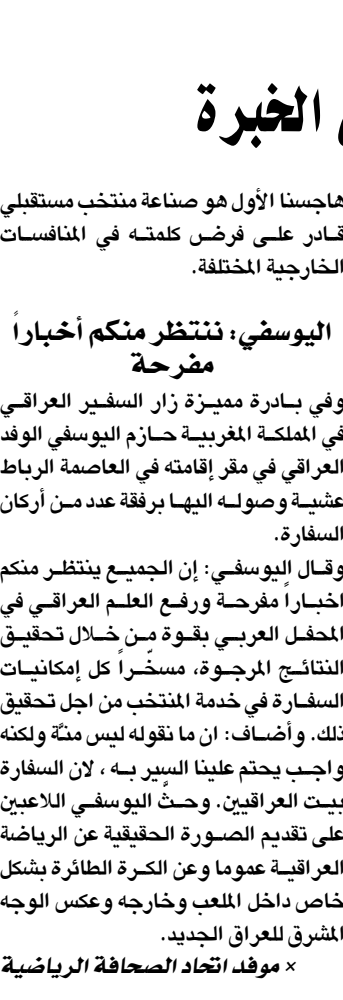 الخبرة
هاجسنا الأول هو صناعة منتخب مستقبلي
قادر على فرض كلمته في المنافسات
الخارجية المختلفة.
اليوسفي: ننتظر منكم أخباراً
مفرحة
وفي بادرة مميزة زار السفير العراقي
في المملكة المغربية حازم اليوسفي الوفد
العراقي في مقر إقامته في العاصمة الرباط
عشية وصوله اليها برفقة عدد من أركان
السفارة.
وقال اليوسفي: إن الجميع ينتظر منكم
اخباراً مفرحة ورفع العلم العراقي في
المحفل العربي بقوة من خلال تحقيق
النتائج المرجوة، مسخّراً كل إمكانيات
السفارة في خدمة المنتخب من اجل تحقيق
ذلك. وأضاف: ان ما نقوله ليس منّة ولكنه
واجب يحتم علينا السير به ، لان السفارة
بيت العراقيين. وحثَّ اليوسفي اللاعبين
على تقديم الصورة الحقيقية عن الرياضة
العراقية عموما وعن الكرة الطائرة بشكل
خاص داخل الملعب وخارجه وعكس الوجه
المشرق للعراق الجديد.
× موفد اتحاد الصحافة الرياضية